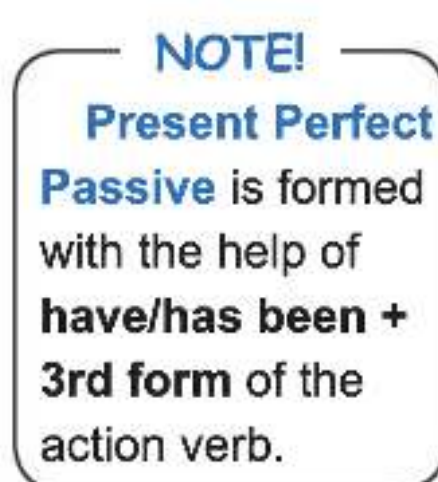 NOTE!
Present Perfect
Passive is formed
with the help of
have/has been +
3rd form of the
action verb.